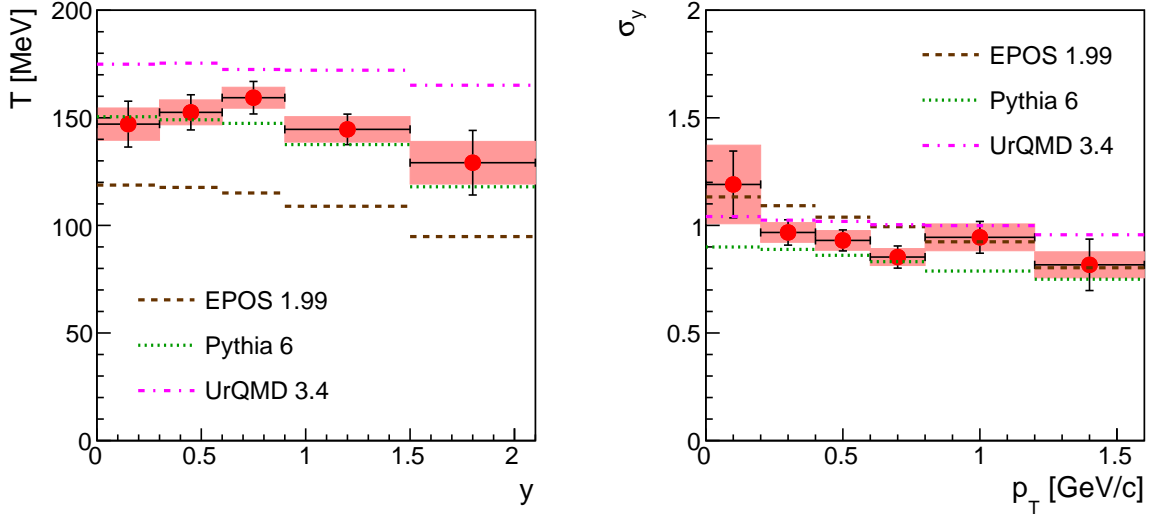 T [MeV]
200
150
100
50
0
EPOS 1.99
Pythia 6
UrQMD 3.4
0 0.5 1 1.5 2
y
σy
2
1.5
1
0.5
0
EPOS 1.99
Pythia 6
UrQMD 3.4
0 0.5 1 1.5
pT [GeV/c]